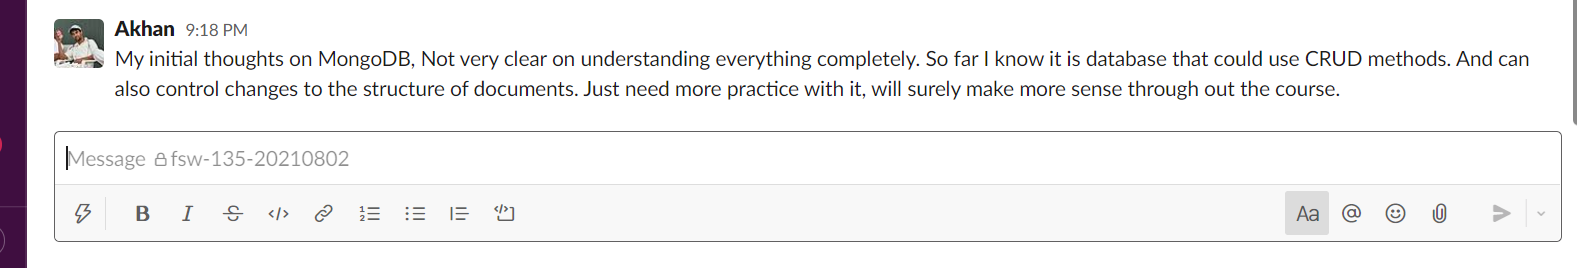 Akhan 9:18 PM
My initial thoughts on MongoDB, Not very clear on understanding everything completely. So far I know it is database that could use CRUD methods. And can
also control changes to the structure of documents. Just need more practice with it, will surely make more sense through out the course.
Message fsw-135-20210802
B I S </> Aa @